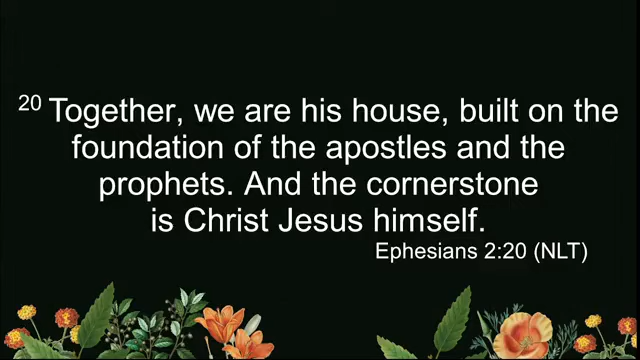 20 Together, we are his house, built on the
foundation of the apostles and the
prophets. And the cornerstone
is Christ Jesus himself.
Ephesians 2:20 (NLT)